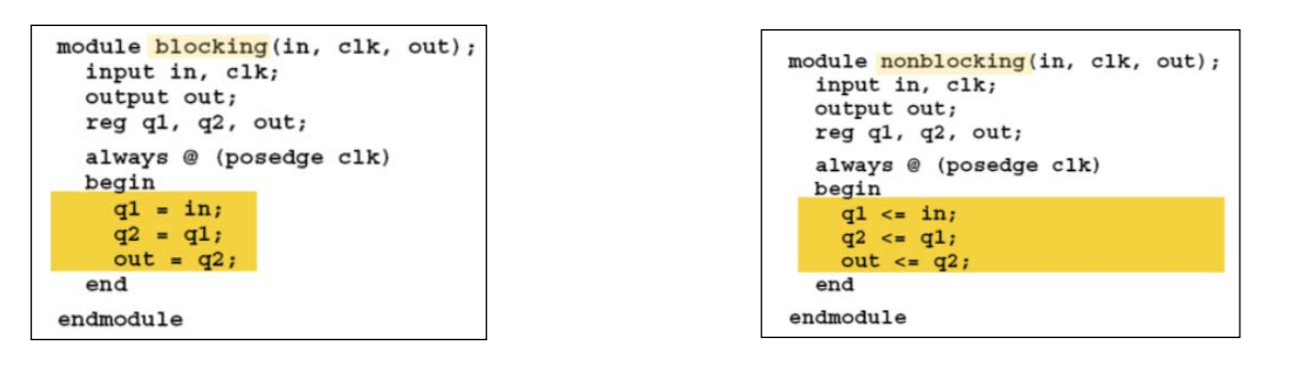 module blocking(in, clk, out);
input in, clk;
output out;
reg q1, q2, out;
always @ (posedge clk)
begin
q1 = in;
q2 = q1;
out = q2;
end
endmodule
module nonblocking(in, clk, out);
input in, clk;
output out;
reg q1, q2, out;
always @ (posedge clk)
begin
q1 <= in;
q2 <= q1;
out <= q2;
end
endmodule